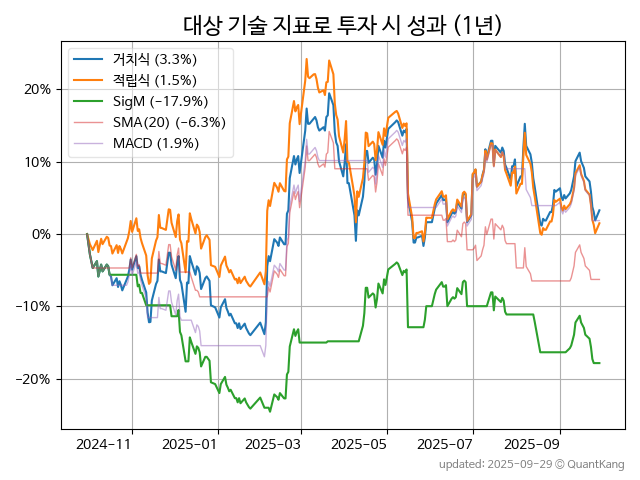 대상 기술 지표로 투자 시 성과 (1년)
거치식 (3.3%)
적립식 (1.5%)
SigM (-17.9%)
SMA(20) (-6.3%)
MACD (1.9%)
20%
10%
0%
-10%
-20%
2024-11 2025-01 2025-03 2025-05 2025-07 2025-09
updated: 2025-09-29 © QuantKang